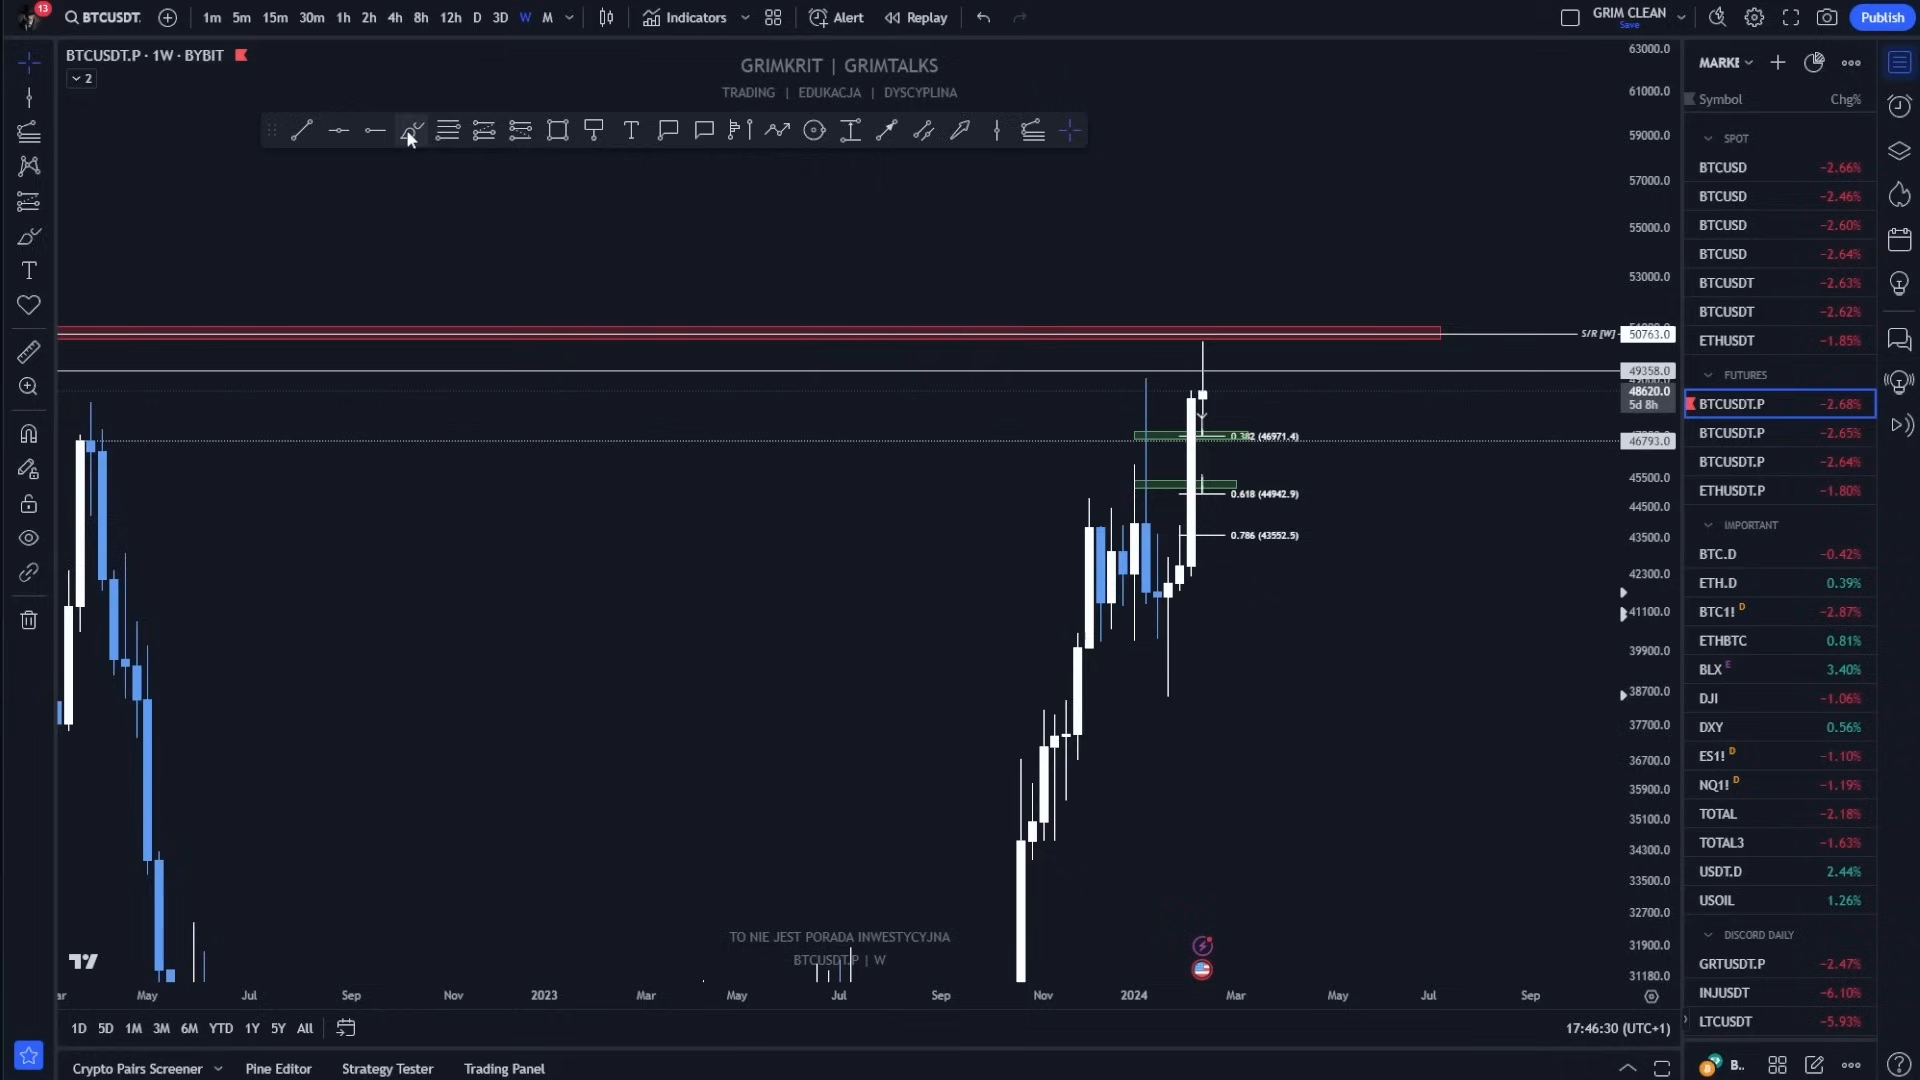 13
BTCUSDT.
1m 5m 15m 30m 1h 2h 4h 8h 12h D 3D W M
Indicators
Alert
Replay
GRIM CLEAN
Save
Publish
BTCUSDT.P · 1W · BYBIT
2
GRIMKRIT | GRIMTALKS
TRADING | EDUKACJA | DYSCYPLINA
63000.0
61000.0
59000.0
57000.0
55000.0
53000.0
S/R [W]
50763.0
49358.0
48620.0
5d 8h
46793.0
45500.0
44500.0
43500.0
42300.0
41100.0
39900.0
38700.0
37700.0
36700.0
35900.0
35100.0
34300.0
33500.0
32700.0
31900.0
31180.0
0.382 (46971.4)
0.618 (44942.9)
0.786 (43552.5)
TO NIE JEST PORADA INWESTYCYJNA
BTCUSDT.P | W
May Jul Sep Nov 2023 Mar May Jul Sep Nov 2024 Mar May Jul Sep
1D 5D 1M 3M 6M YTD 1Y 5Y All
17:46:30 (UTC+1)
Crypto Pairs Screener
Pine Editor
Strategy Tester
Trading Panel
MARKE
Symbol Chg%
SPOT
BTCUSD −2.66%
BTCUSD −2.46%
BTCUSD −2.60%
BTCUSD −2.64%
BTCUSDT −2.63%
BTCUSDT −2.62%
ETHUSDT −1.85%
FUTURES
BTCUSDT.P −2.68%
BTCUSDT.P −2.65%
BTCUSDT.P −2.64%
ETHUSDT.P −1.80%
IMPORTANT
BTC.D −0.42%
ETH.D 0.39%
BTC1! D −2.87%
ETHBTC 0.81%
BLX E 3.40%
DJI −1.06%
DXY 0.56%
ES1! D −1.10%
NQ1! D −1.19%
TOTAL −2.18%
TOTAL3 −1.63%
USDT.D 2.44%
USOIL 1.26%
DISCORD DAILY
GRTUSDT.P −2.47%
INJUSDT −6.10%
LTCUSDT −5.93%
B..